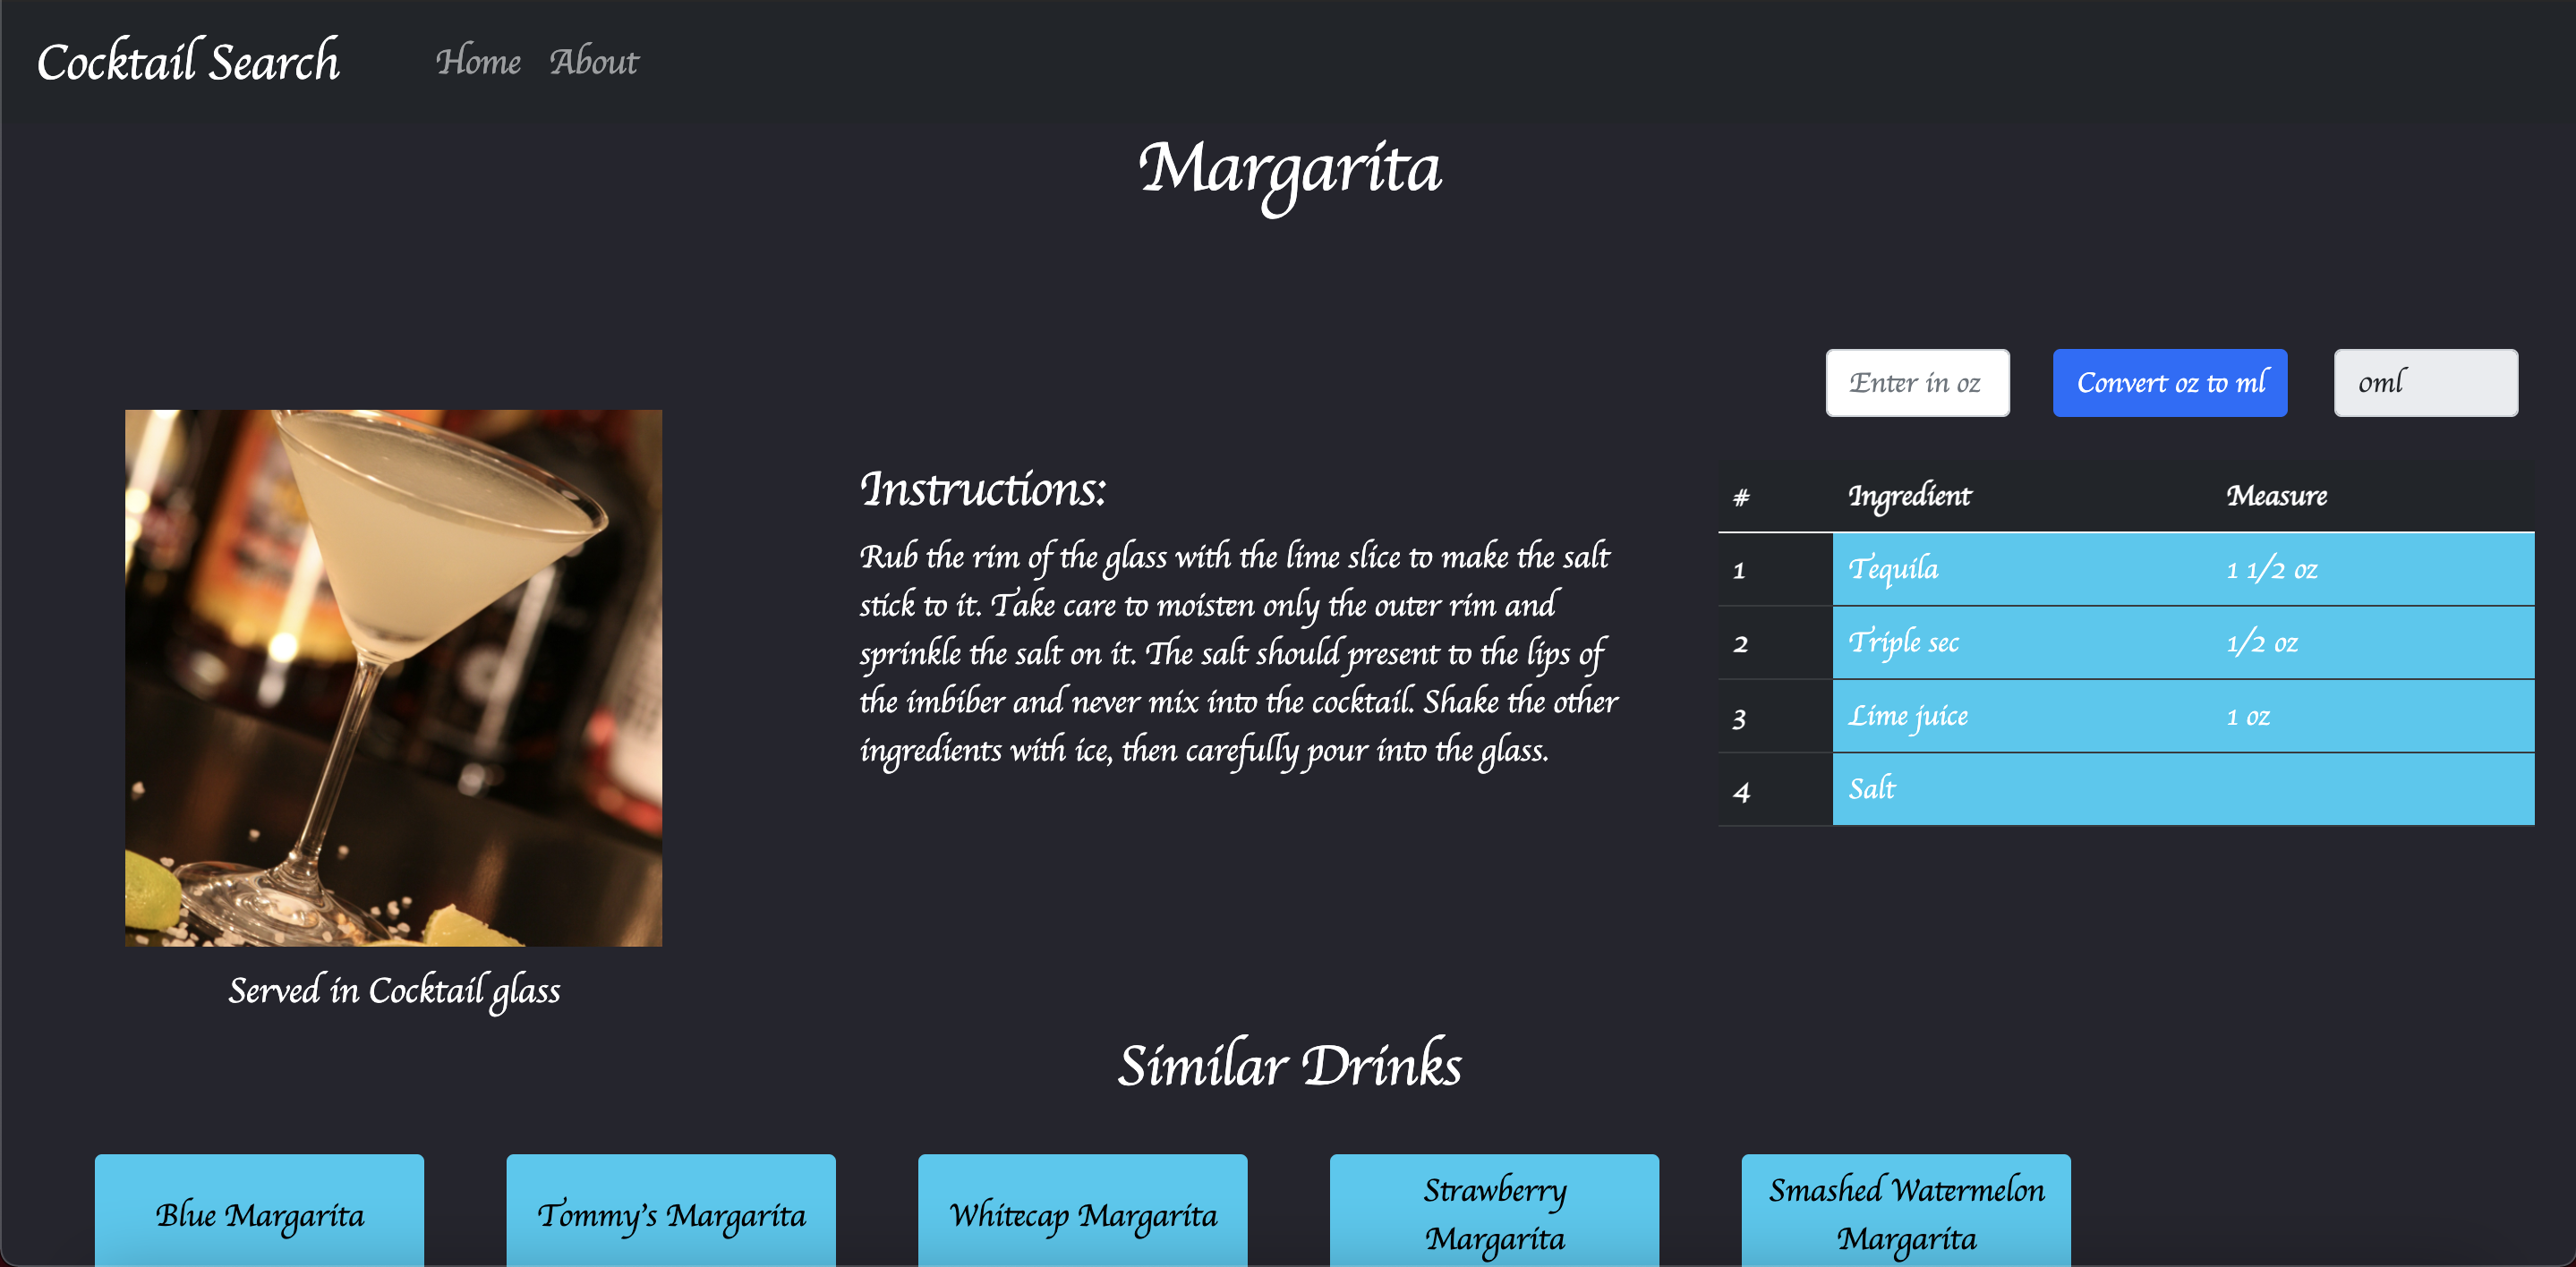 Cocktail Search Home About
Margarita
Enter in oz Convert oz to ml 0ml
Instructions:
Rub the rim of the glass with the lime slice to make the salt
stick to it. Take care to moisten only the outer rim and
sprinkle the salt on it. The salt should present to the lips of
the imbiber and never mix into the cocktail. Shake the other
ingredients with ice, then carefully pour into the glass.
# Ingredient Measure
1 Tequila 1 1/2 oz
2 Triple sec 1/2 oz
3 Lime juice 1 oz
4 Salt
Served in Cocktail glass
Similar Drinks
Blue Margarita
Tommy's Margarita
Whitecap Margarita
Strawberry
Margarita
Smashed Watermelon
Margarita